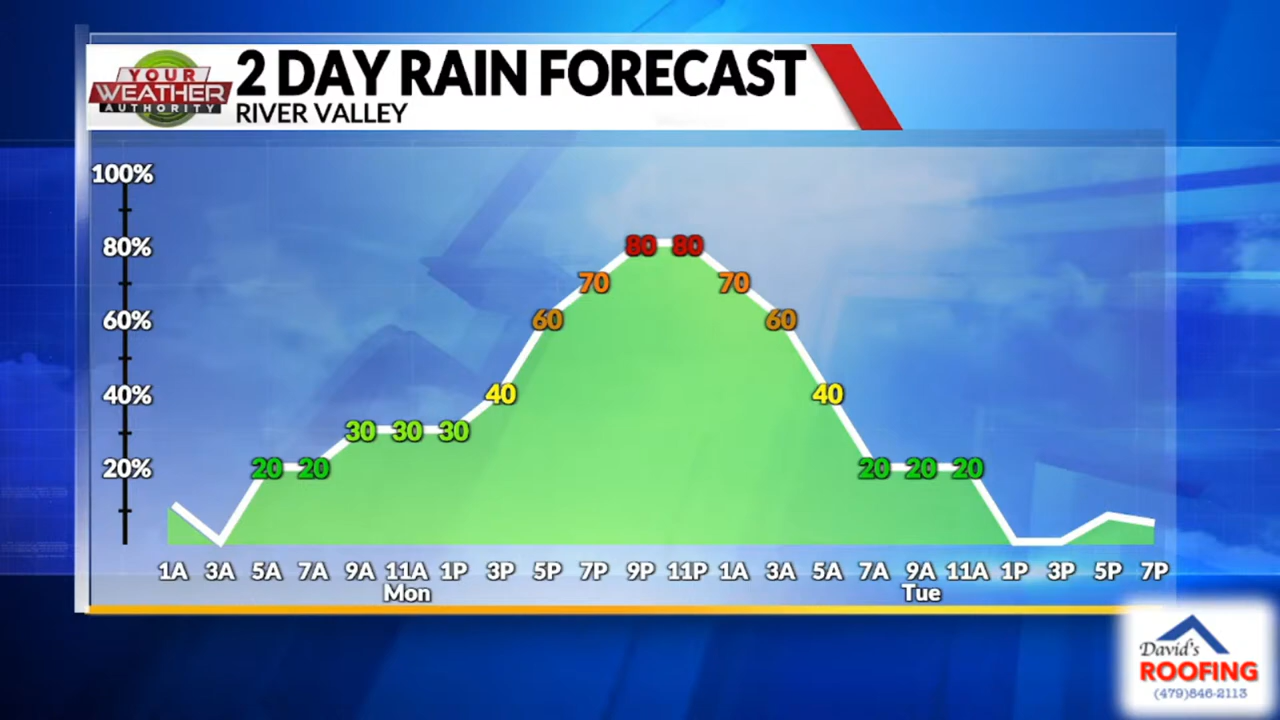 YOUR
WEATHER
AUTHORITY
2 DAY RAIN FORECAST
RIVER VALLEY
100%
80%
60%
40%
20%
20 20 30 30 30 40 60 70 80 80 70 60 40 20 20 20
1A 3A 5A 7A 9A 11A 1P 3P 5P 7P 9P 11P 1A 3A 5A 7A 9A 11A 1P 3P 5P 7P
Mon Tue
David's
ROOFING
(479)846-2113